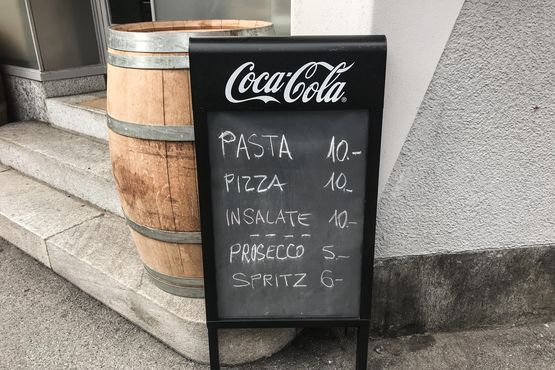 Coca-Cola®
PASTA 10.-
PIZZA 10.-
INSALATE 10.-
- - - -
PROSECCO 5.-
SPRITZ 6-